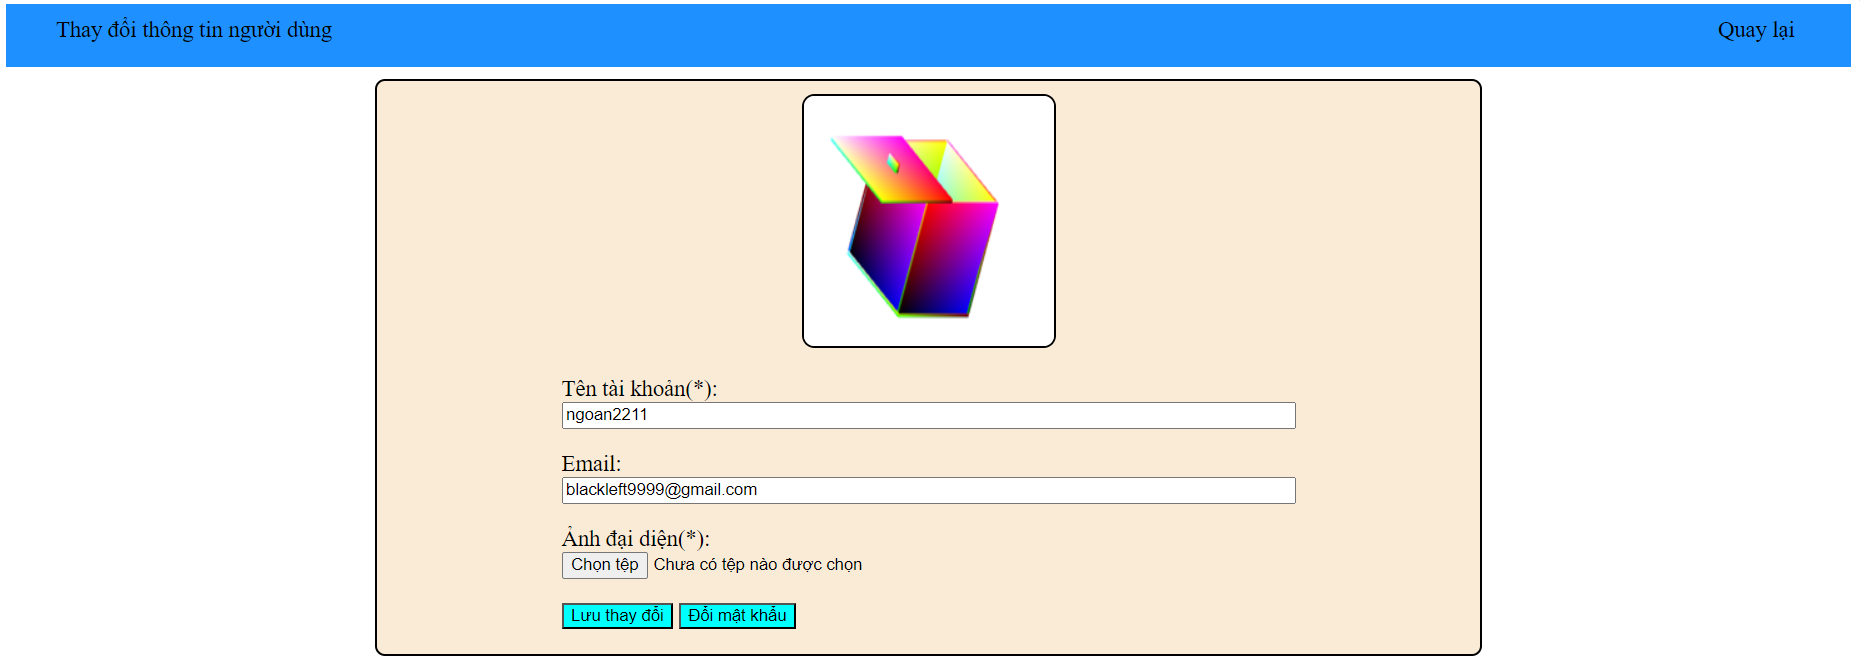 Thay đổi thông tin người dùng
Quay lại
Tên tài khoản(*):
ngoan2211
Email:
blackleft9999@gmail.com
Ảnh đại diện(*):
Chọn tệp Chưa có tệp nào được chọn
Lưu thay đổi Đổi mật khẩu